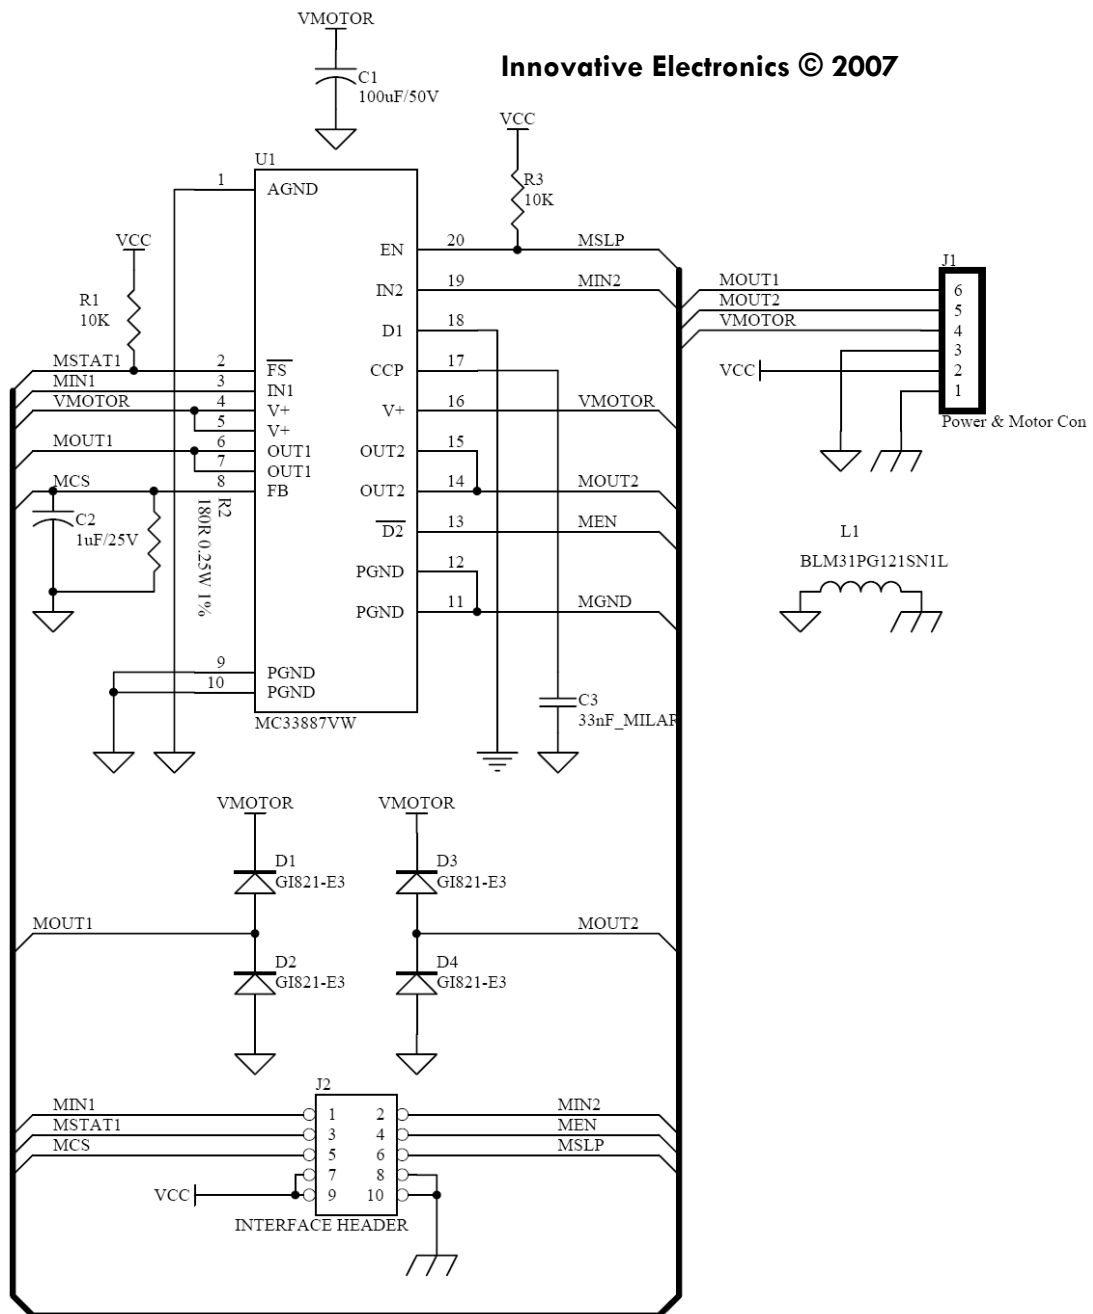 VMOTOR
C1
100uF/50V
Innovative Electronics © 2007
VCC
R3
10K
U1
1
AGND
VCC
R1
10K
EN
20
MSLP
IN2
19
MIN2
D1
18
CCP
17
V+
16
VMOTOR
OUT2
15
OUT2
14
MOUT2
D2
13
MEN
PGND
12
PGND
11
MGND
MSTAT1
2
FS
MIN1
3
IN1
VMOTOR
4
V+
5
V+
MOUT1
6
OUT1
7
OUT1
MCS
8
FB
C2
1uF/25V
R2
180R 0.25W 1%
9
PGND
10
PGND
MC33887VW
C3
33nF_MILAR
J1
MOUT1
6
MOUT2
5
VMOTOR
4
3
VCC
2
1
Power & Motor Con
L1
BLM31PG121SN1L
VMOTOR
VMOTOR
D1
GI821-E3
D3
GI821-E3
MOUT1
MOUT2
D2
GI821-E3
D4
GI821-E3
J2
MIN1
1
2
MIN2
MSTAT1
3
4
MEN
MCS
5
6
MSLP
7
8
VCC
9
10
INTERFACE HEADER